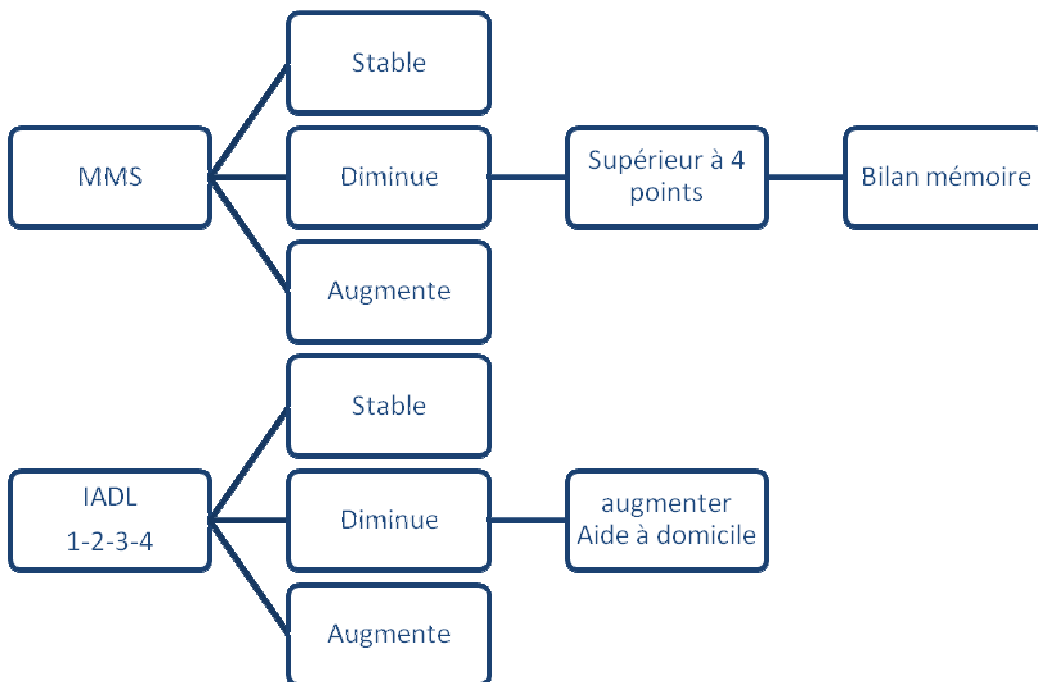 Stable
MMS
Diminue
Supérieur à 4
points
Bilan mémoire
Augmente
Stable
IADL
1-2-3-4
Diminue
augmenter
Aide à domicile
Augmente